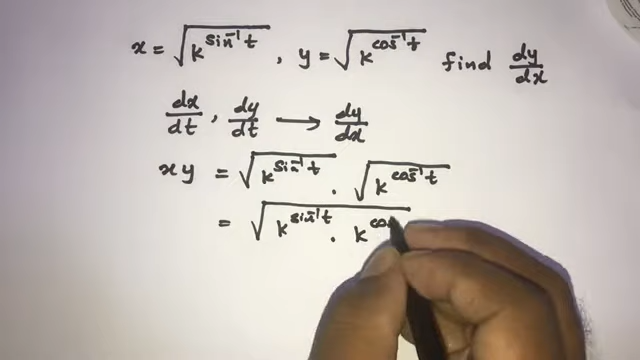 x = √(k^(sin⁻¹t)) , y = √(k^(cos⁻¹t)) find dy/dx
dx/dt , dy/dt → dy/dx
xy = √(k^(sin⁻¹t)) . √(k^(cos⁻¹t))
= √(k^(sin⁻¹t) . k^(co